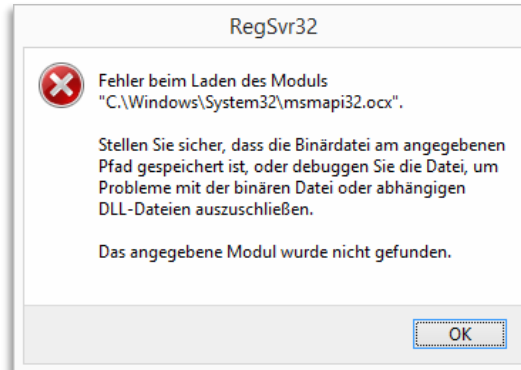 RegSvr32
Fehler beim Laden des Moduls
"C.\Windows\System32\msmapi32.ocx".
Stellen Sie sicher, dass die Binärdatei am angegebenen
Pfad gespeichert ist, oder debuggen Sie die Datei, um
Probleme mit der binären Datei oder abhängigen
DLL-Dateien auszuschließen.
Das angegebene Modul wurde nicht gefunden.
OK